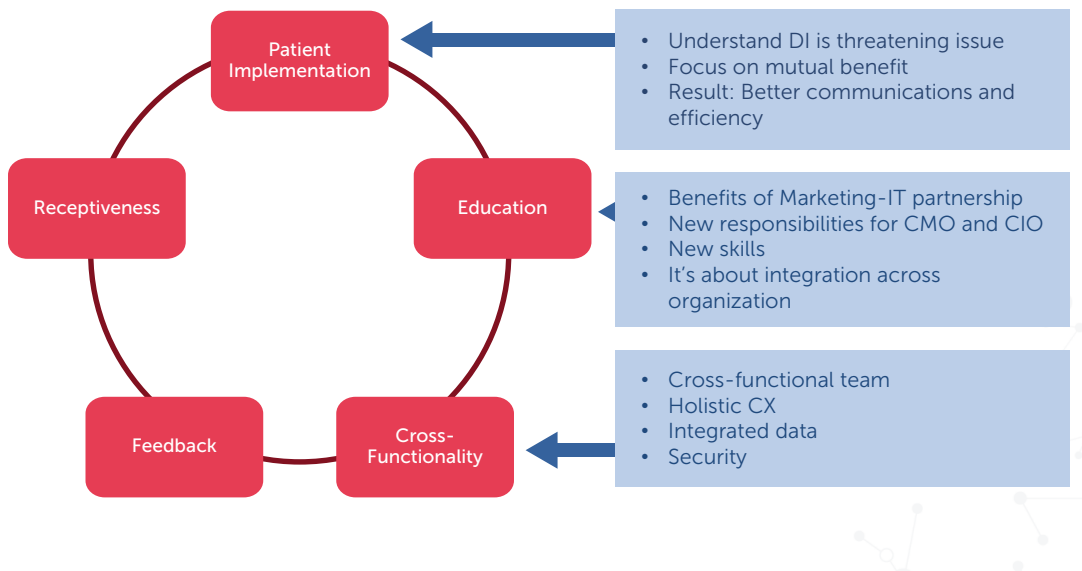 Patient
Implementation
• Understand DI is threatening issue
• Focus on mutual benefit
• Result: Better communications and
efficiency
Receptiveness
Education
• Benefits of Marketing-IT partnership
• New responsibilities for CMO and CIO
• New skills
• It's about integration across
organization
Feedback
Cross-
Functionality
• Cross-functional team
• Holistic CX
• Integrated data
• Security